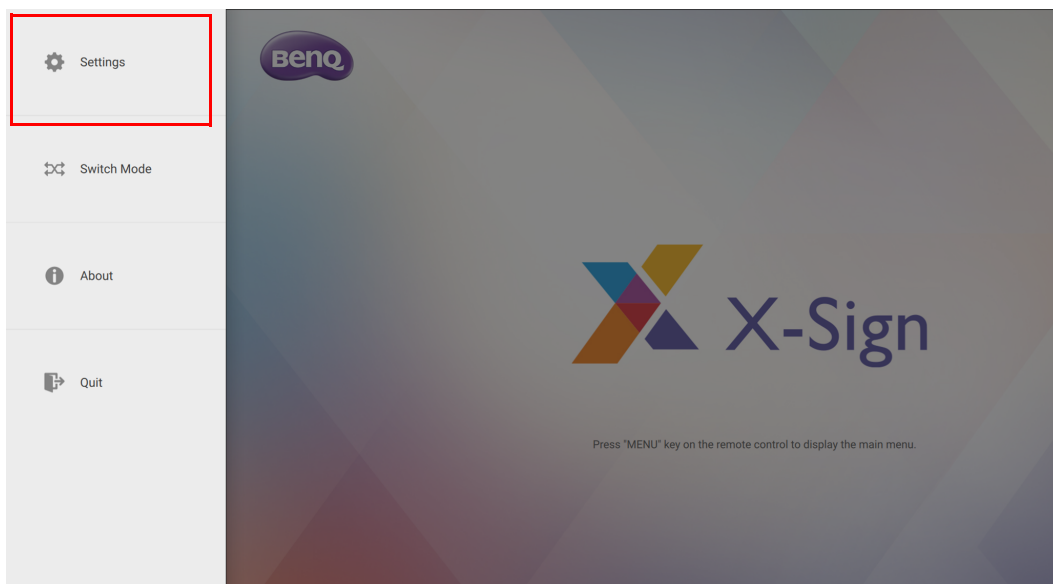 Settings
BenQ
Switch Mode
About
X-Sign
Quit
Press "MENU" key on the remote control to display the main menu.